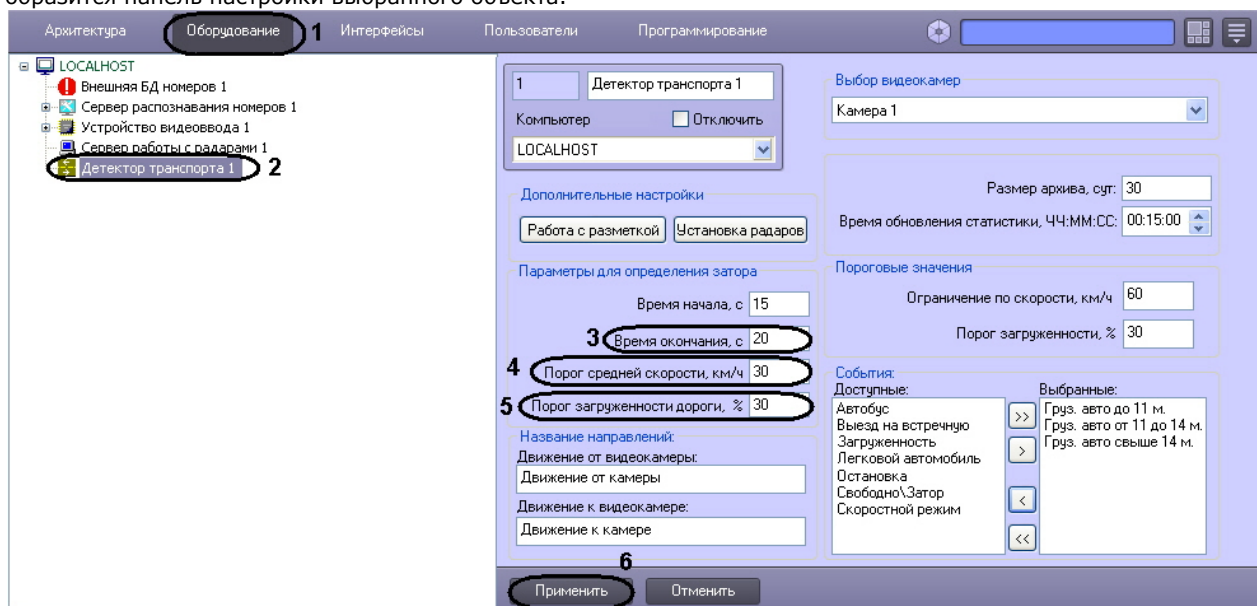 образится панель настройки выбранного объекта.
Архитектура Оборудование 1 Интерфейсы Пользователи Программирование
LOCALHOST
Внешняя БД номеров 1
Сервер распознавания номеров 1
Устройство видеоввода 1
Сервер работы с радарами 1
Детектор транспорта 1 2
1 Детектор транспорта 1
Компьютер Отключить
LOCALHOST
Дополнительные настройки
Работа с разметкой Установка радаров
Параметры для определения затора
Время начала, с 15
3 Время окончания, с 20
4 Порог средней скорости, км/ч 30
5 Порог загруженности дороги, % 30
Название направлений:
Движение от видеокамеры:
Движение от камеры
Движение к видеокамере:
Движение к камере
Выбор видеокамер
Камера 1
Размер архива, сут: 30
Время обновления статистики, ЧЧ:ММ:СС: 00:15:00
Пороговые значения
Ограничение по скорости, км/ч 60
Порог загруженности, % 30
События:
Доступные:
Автобус
Выезд на встречную
Загруженность
Легковой автомобиль
Остановка
Свободно\Затор
Скоростной режим
>>
>
<
<<
Выбранные:
Груз. авто до 11 м.
Груз. авто от 11 до 14 м.
Груз. авто свыше 14 м.
6
Применить Отменить